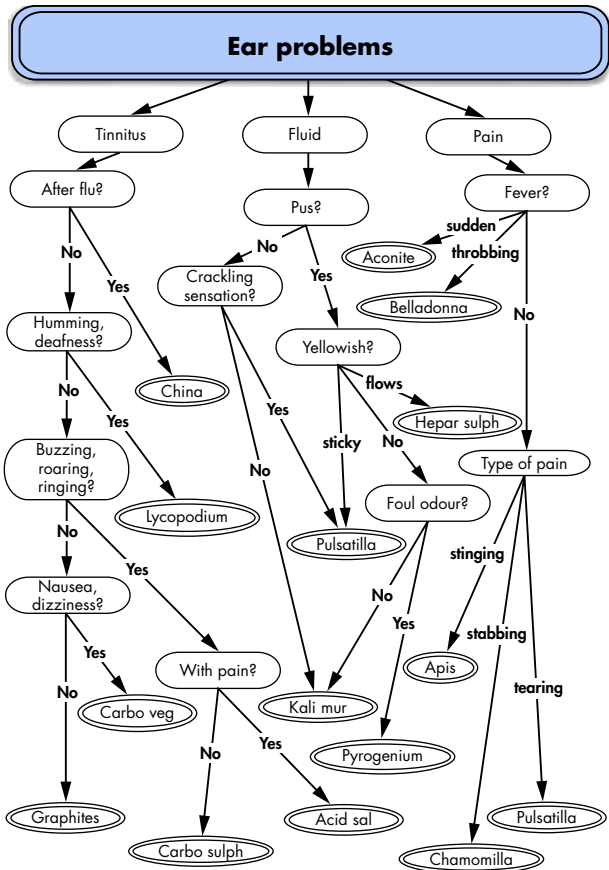 Ear problems
Tinnitus
Fluid
Pain
After flu?
Fever?
Pus?
sudden
No
No
throbbing
Aconite
Crackling
sensation?
Yes
Yes
Belladonna
Humming,
deafness?
No
Yellowish?
China
flows
No
Yes
Yes
Hepar sulph
sticky
No
Buzzing,
roaring,
ringing?
No
Type of pain
Foul odour?
Lycopodium
No
Pulsatilla
stinging
Yes
Nausea,
dizziness?
No
Yes
stabbing
Yes
With pain?
Apis
No
tearing
Carbo veg
Kali mur
No
Yes
Pyrogenium
Graphites
Acid sal
Pulsatilla
Carbo sulph
Chamomilla